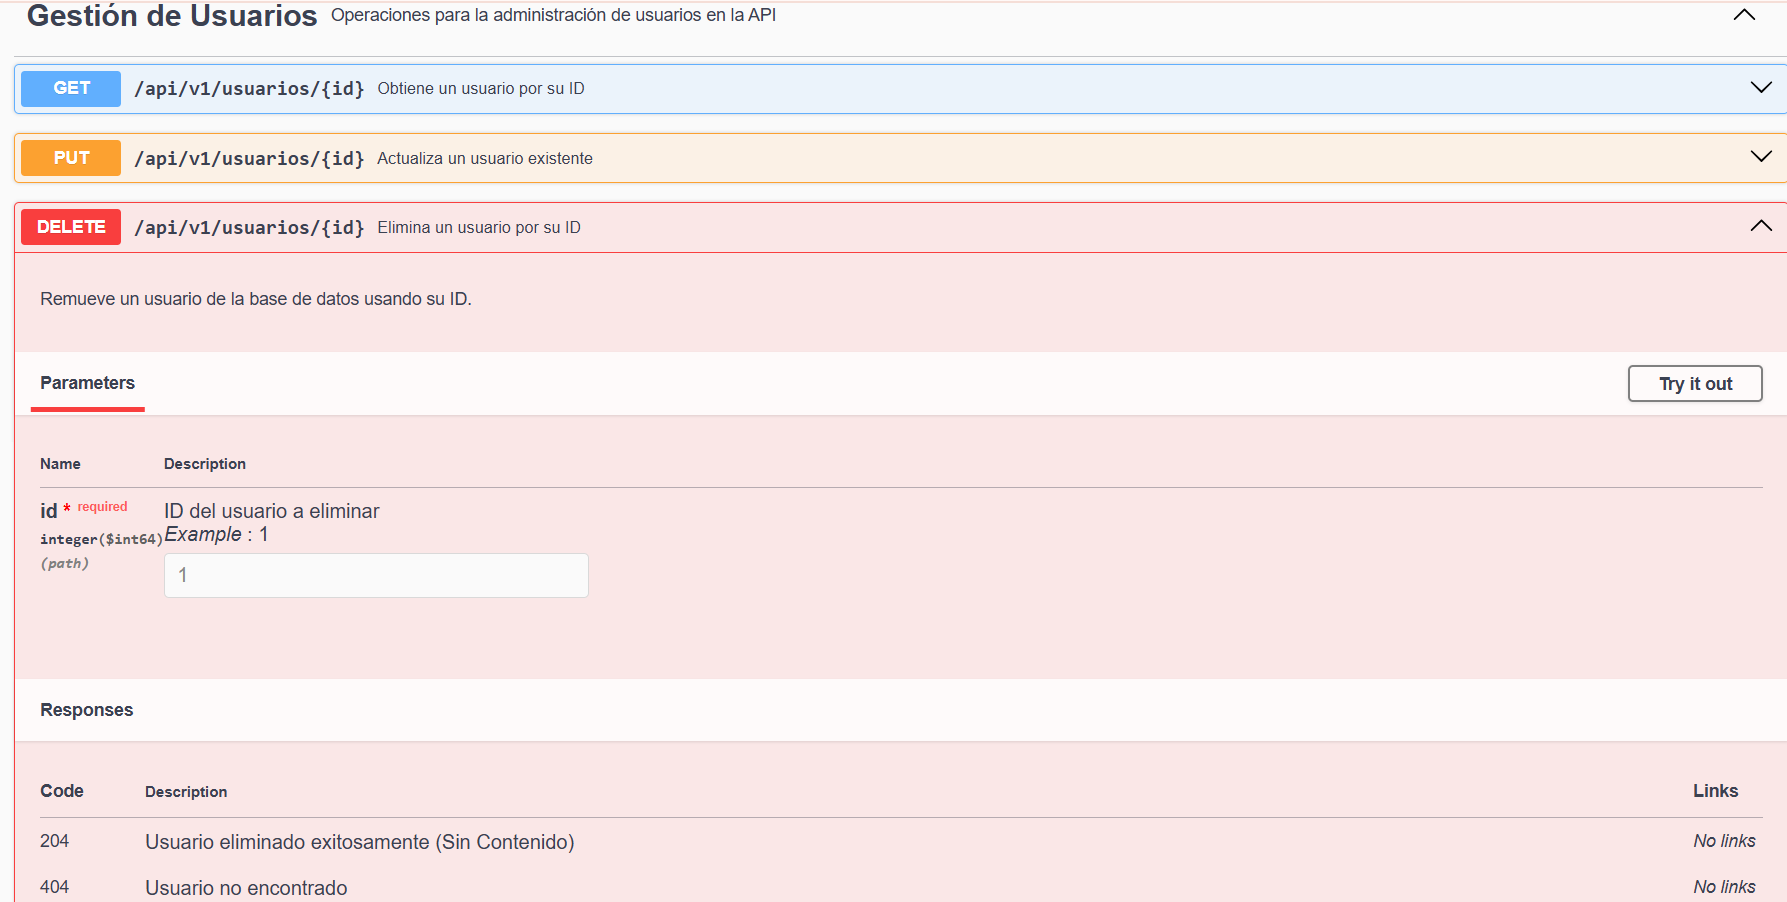 Gestión de Usuarios Operaciones para la administración de usuarios en la API
GET /api/v1/usuarios/{id} Obtiene un usuario por su ID
PUT /api/v1/usuarios/{id} Actualiza un usuario existente
DELETE /api/v1/usuarios/{id} Elimina un usuario por su ID
Remueve un usuario de la base de datos usando su ID.
Parameters Try it out
Name Description
id * required ID del usuario a eliminar
integer($int64) Example : 1
(path)
1
Responses
Code Description Links
204 Usuario eliminado exitosamente (Sin Contenido) No links
404 Usuario no encontrado No links